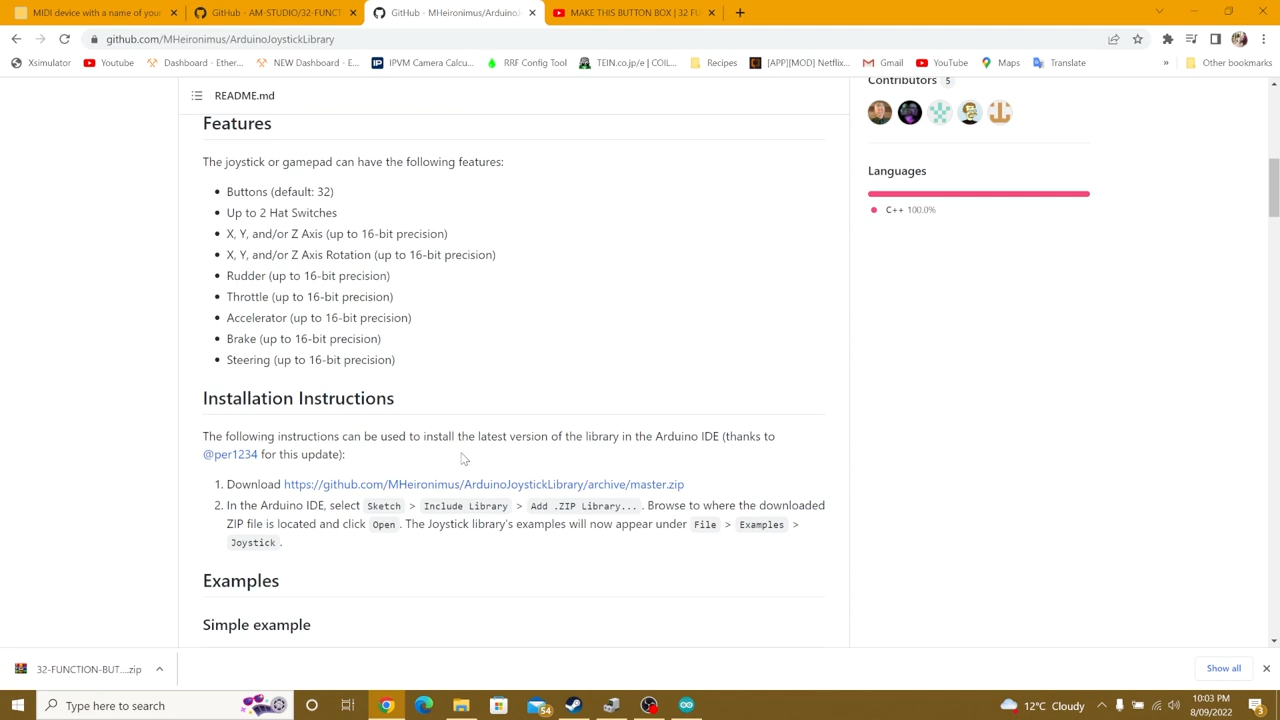 MIDI device with a name of your
GitHub - AM-STUDIO/32-FUNCT
GitHub - MHeironimus/ArduinoJ
MAKE THIS BUTTON BOX | 32 F
github.com/MHeironimus/ArduinoJoystickLibrary
Xsimulator
Youtube
Dashboard - Ether...
NEW Dashboard - E...
IPVM Camera Calcu...
RRF Config Tool
TEIN.co.jp/e | COIL...
Recipes
[APP][MOD] Netflix...
Gmail
YouTube
Maps
Translate
»
Other bookmarks
README.md
Contributors 5
Features
The joystick or gamepad can have the following features:
Buttons (default: 32)
Up to 2 Hat Switches
X, Y, and/or Z Axis (up to 16-bit precision)
X, Y, and/or Z Axis Rotation (up to 16-bit precision)
Rudder (up to 16-bit precision)
Throttle (up to 16-bit precision)
Accelerator (up to 16-bit precision)
Brake (up to 16-bit precision)
Steering (up to 16-bit precision)
Languages
C++ 100.0%
Installation Instructions
The following instructions can be used to install the latest version of the library in the Arduino IDE (thanks to
@per1234 for this update):
1. Download https://github.com/MHeironimus/ArduinoJoystickLibrary/archive/master.zip
2. In the Arduino IDE, select Sketch > Include Library > Add .ZIP Library... . Browse to where the downloaded
ZIP file is located and click Open . The Joystick library's examples will now appear under File > Examples >
Joystick .
Examples
Simple example
32-FUNCTION-BUT....zip
Show all
Type here to search
54
12°C Cloudy
10:03 PM
8/09/2022
3